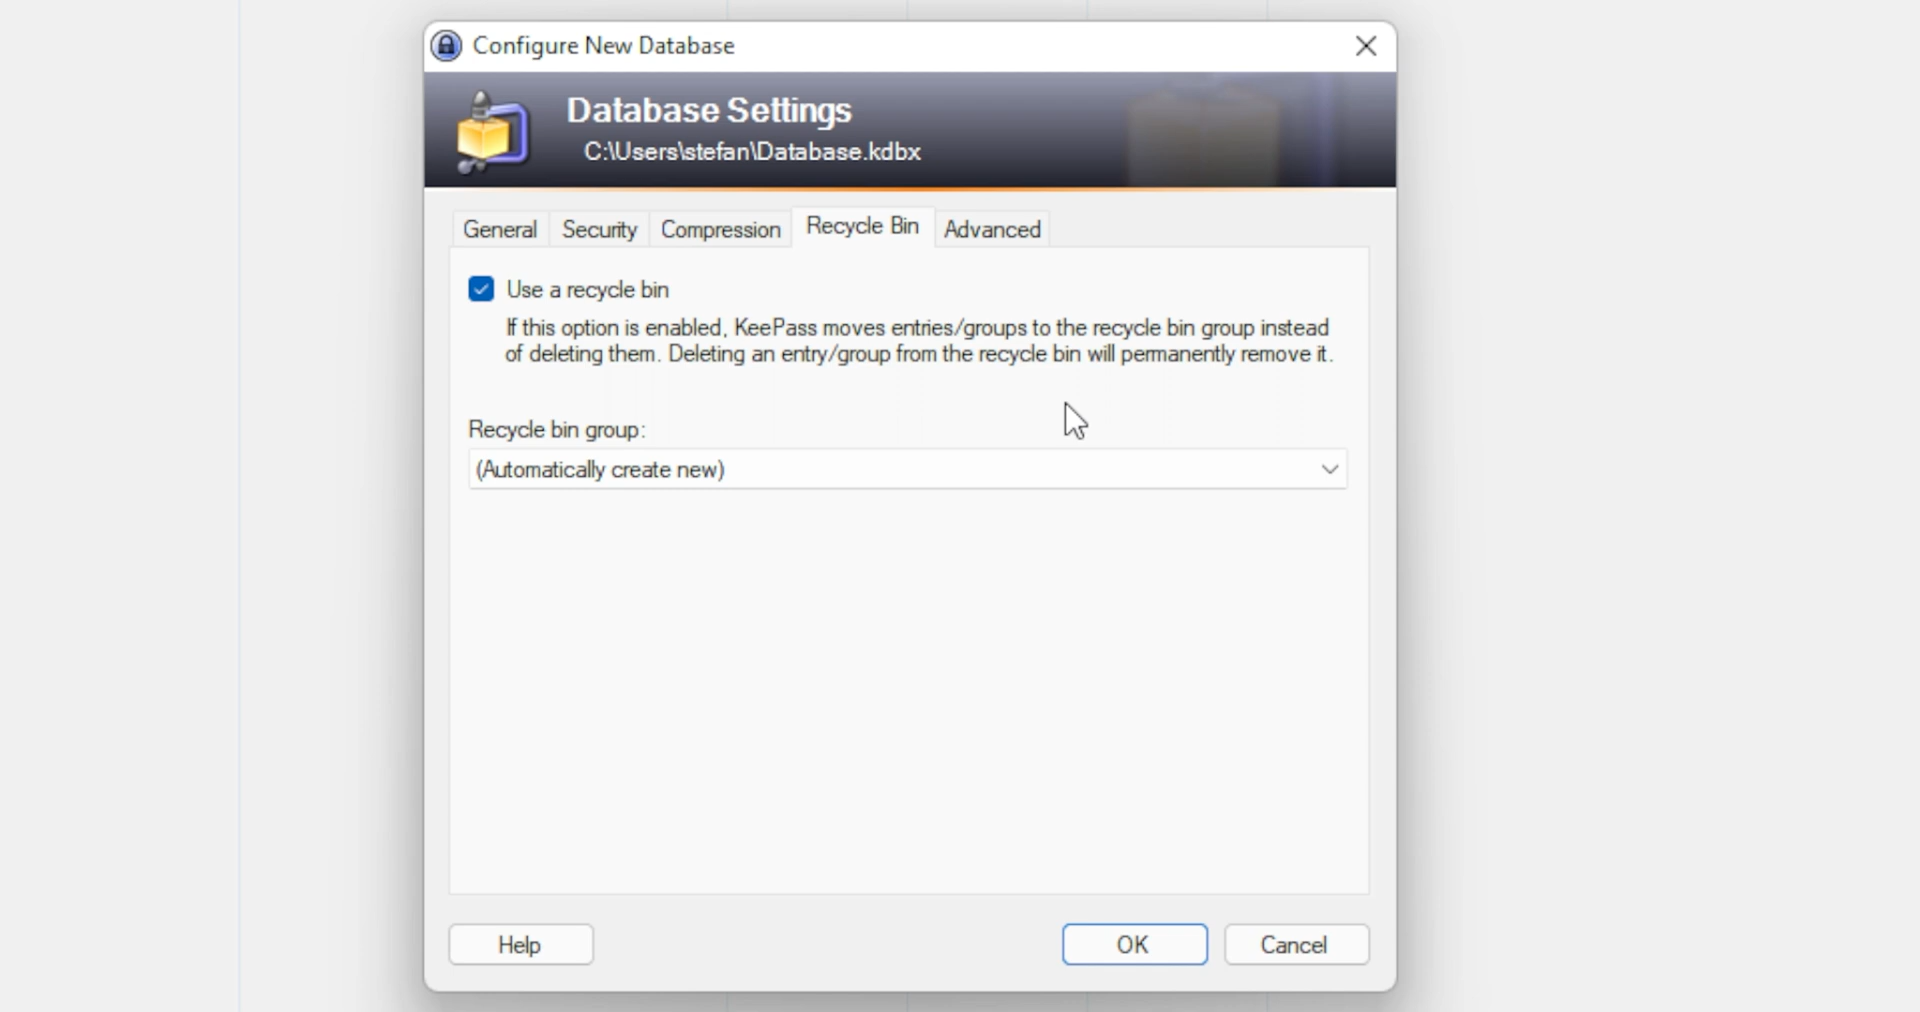 Configure New Database
Database Settings
C:\Users\stefan\Database.kdbx
General Security Compression Recycle Bin Advanced
Use a recycle bin
If this option is enabled, KeePass moves entries/groups to the recycle bin group instead
of deleting them. Deleting an entry/group from the recycle bin will permanently remove it.
Recycle bin group:
(Automatically create new)
Help OK Cancel